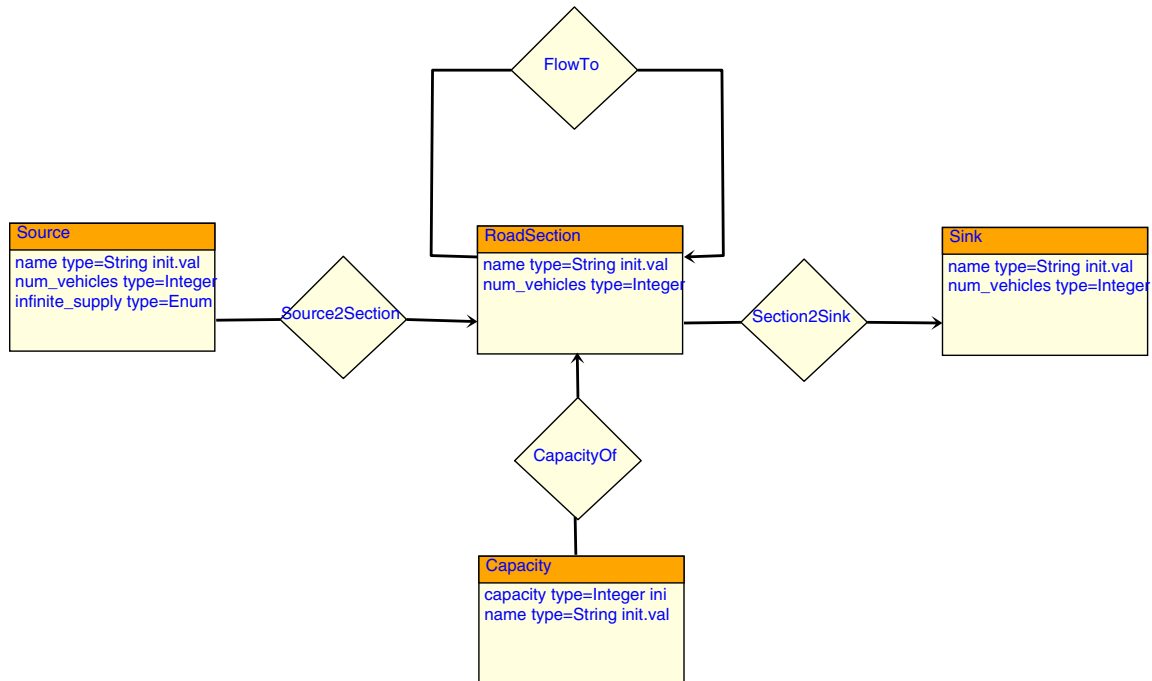 FlowTo
Source
name type=String init.val
num_vehicles type=Integer
infinite_supply type=Enum
Source2Section
RoadSection
name type=String init.val
num_vehicles type=Integer
Section2Sink
Sink
name type=String init.val
num_vehicles type=Integer
CapacityOf
Capacity
capacity type=Integer ini
name type=String init.val